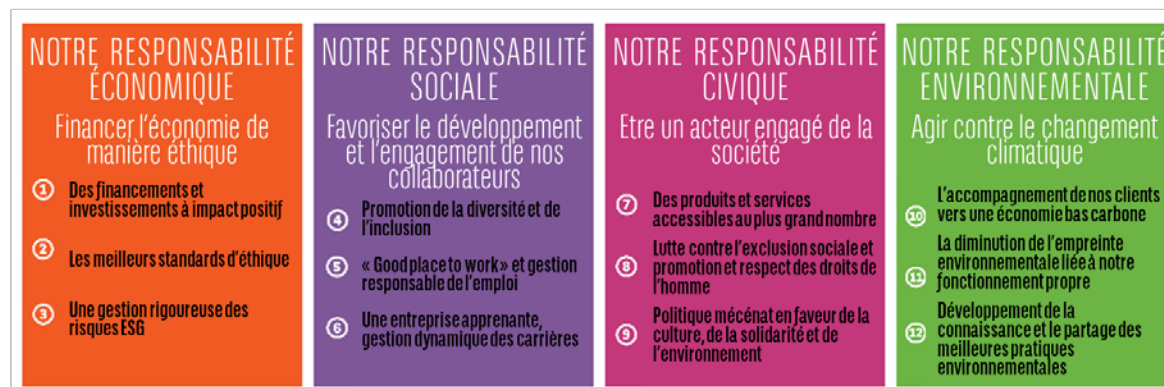 NOTRE RESPONSABILITÉ
ÉCONOMIQUE
Financer l'économie de
manière éthique
1 Des financements et
investissements à impact positif
2 Les meilleurs standards d'éthique
3 Une gestion rigoureuse des
risques ESG
NOTRE RESPONSABILITÉ
SOCIALE
Favoriser le développement
et l'engagement de nos
collaborateurs
4 Promotion de la diversité et de
l'inclusion
5 « Good place to work » et gestion
responsable de l'emploi
6 Une entreprise apprenante,
gestion dynamique des carrières
NOTRE RESPONSABILITÉ
CIVIQUE
Etre un acteur engagé de la
société
7 Des produits et services
accessibles au plus grand nombre
8 Lutte contre l'exclusion sociale et
promotion et respect des droits de
l'homme
9 Politique mécénat en faveur de la
culture, de la solidarité et de
l'environnement
NOTRE RESPONSABILITÉ
ENVIRONNEMENTALE
Agir contre le changement
climatique
10 L'accompagnement de nos clients
vers une économie bas carbone
11 La diminution de l'empreinte
environnementale liée à notre
fonctionnement propre
12 Développement de la
connaissance et le partage des
meilleures pratiques
environnementales